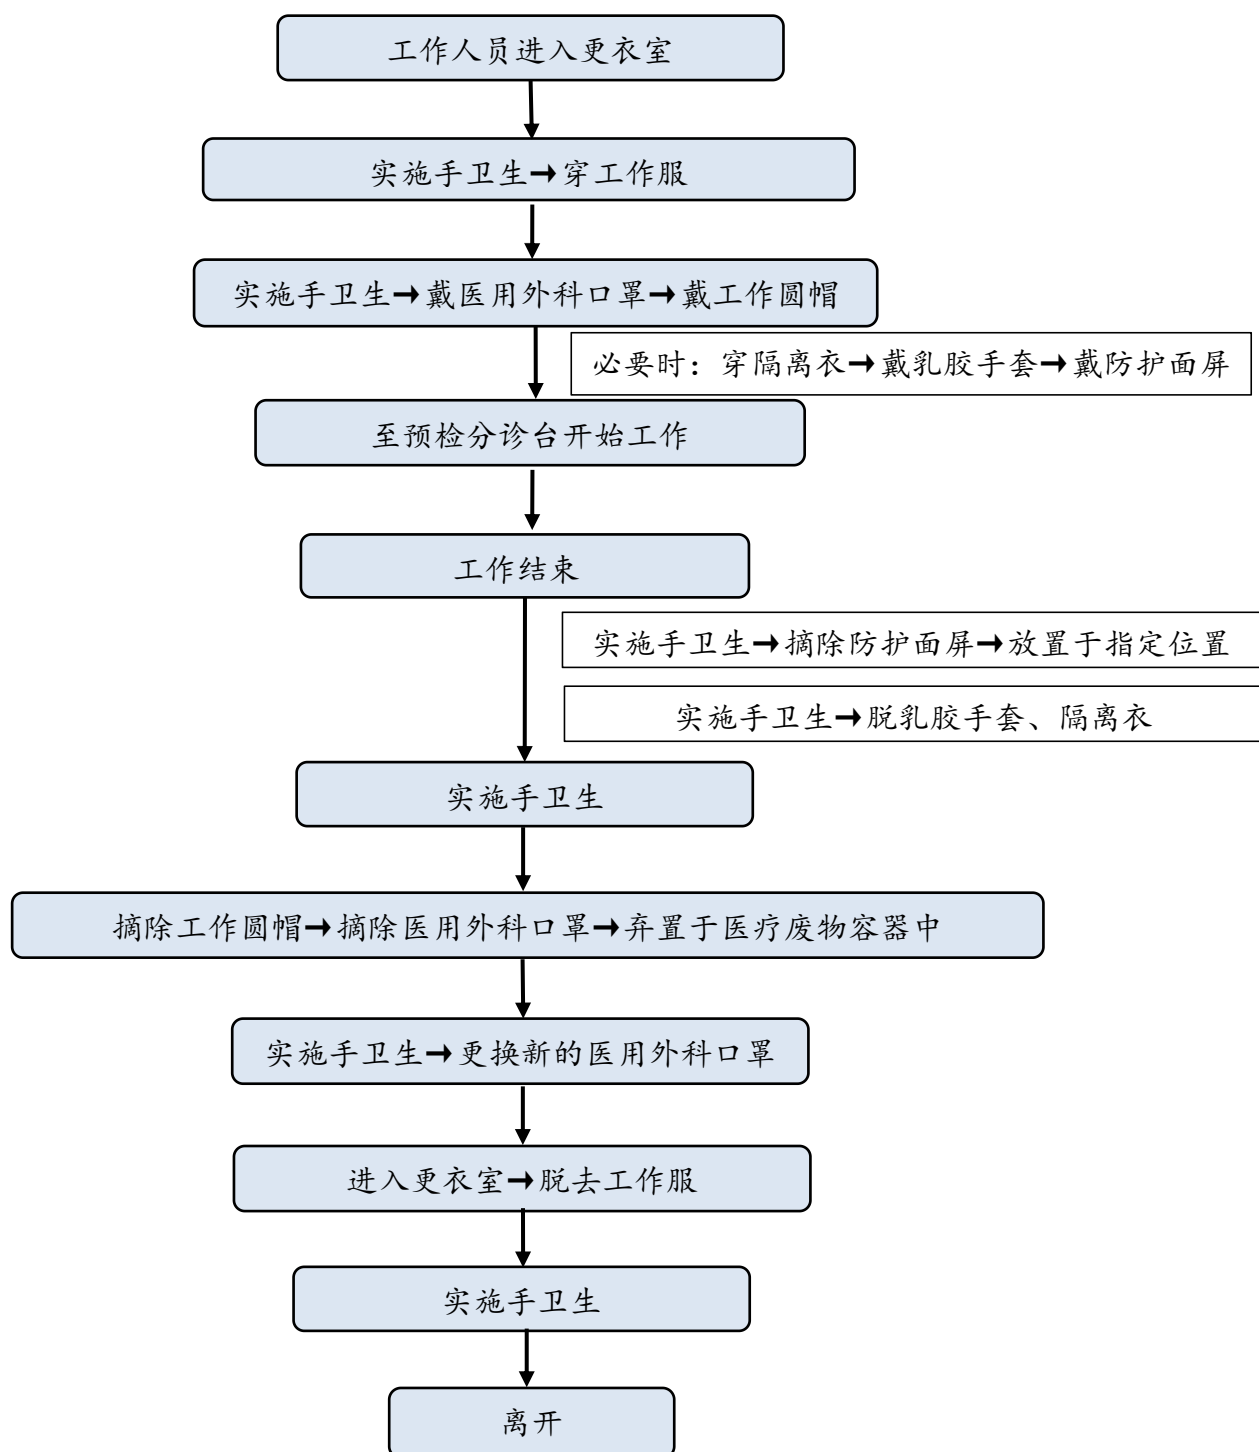 工作人员进入更衣室
实施手卫生→穿工作服
实施手卫生→戴医用外科口罩→戴工作圆帽
必要时：穿隔离衣→戴乳胶手套→戴防护面屏
至预检分诊台开始工作
工作结束
实施手卫生→摘除防护面屏→放置于指定位置
实施手卫生→脱乳胶手套、隔离衣
实施手卫生
摘除工作圆帽→摘除医用外科口罩→弃置于医疗废物容器中
实施手卫生→更换新的医用外科口罩
进入更衣室→脱去工作服
实施手卫生
离开